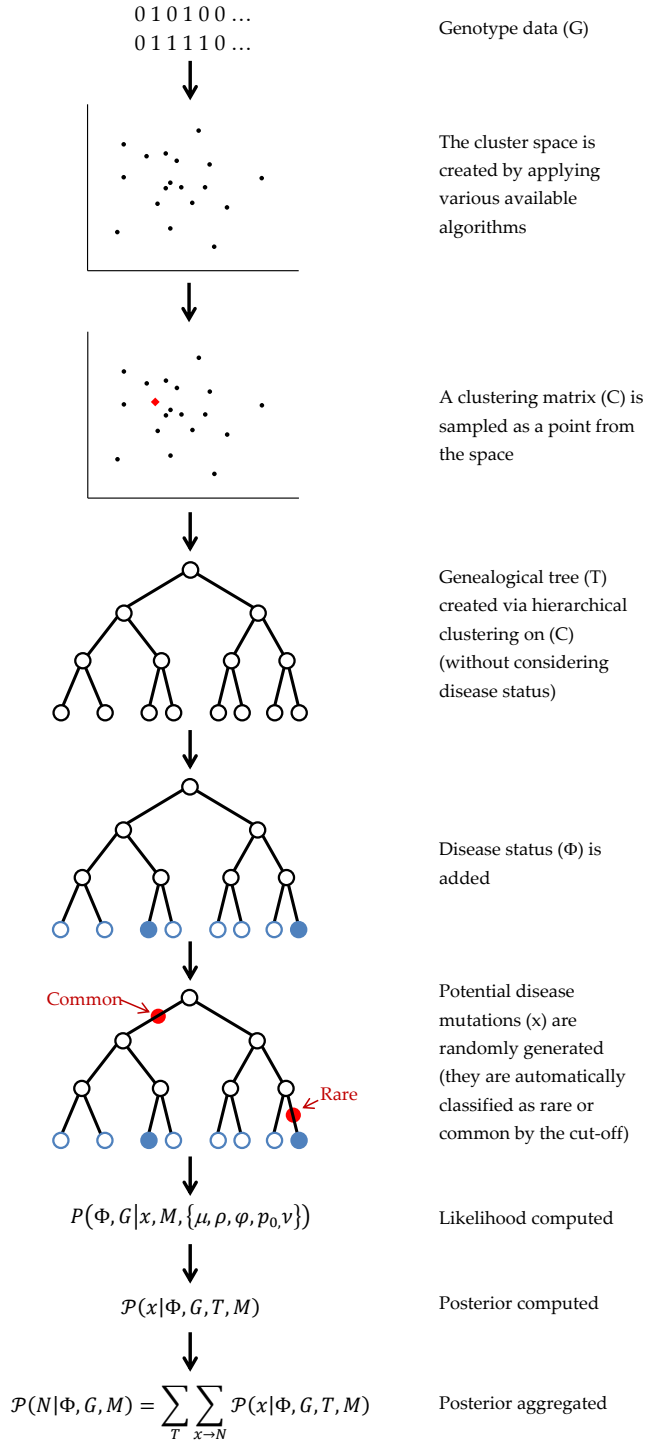 0 1 0 1 0 0 ...
0 1 1 1 1 0 ...
Genotype data (G)
The cluster space is
created by applying
various available
algorithms
A clustering matrix (C) is
sampled as a point from
the space
Genealogical tree (T)
created via hierarchical
clustering on (C)
(without considering
disease status)
Disease status (Φ) is
added
Common
Rare
Potential disease
mutations (x) are
randomly generated
(they are automatically
classified as rare or
common by the cut-off)
P(Φ, G|x, M, {μ, ρ, φ, p₀, ν})
Likelihood computed
𝒫(x|Φ, G, T, M)
Posterior computed
𝒫(N|Φ, G, M) = ∑_T ∑_{x→N} 𝒫(x|Φ, G, T, M)
Posterior aggregated